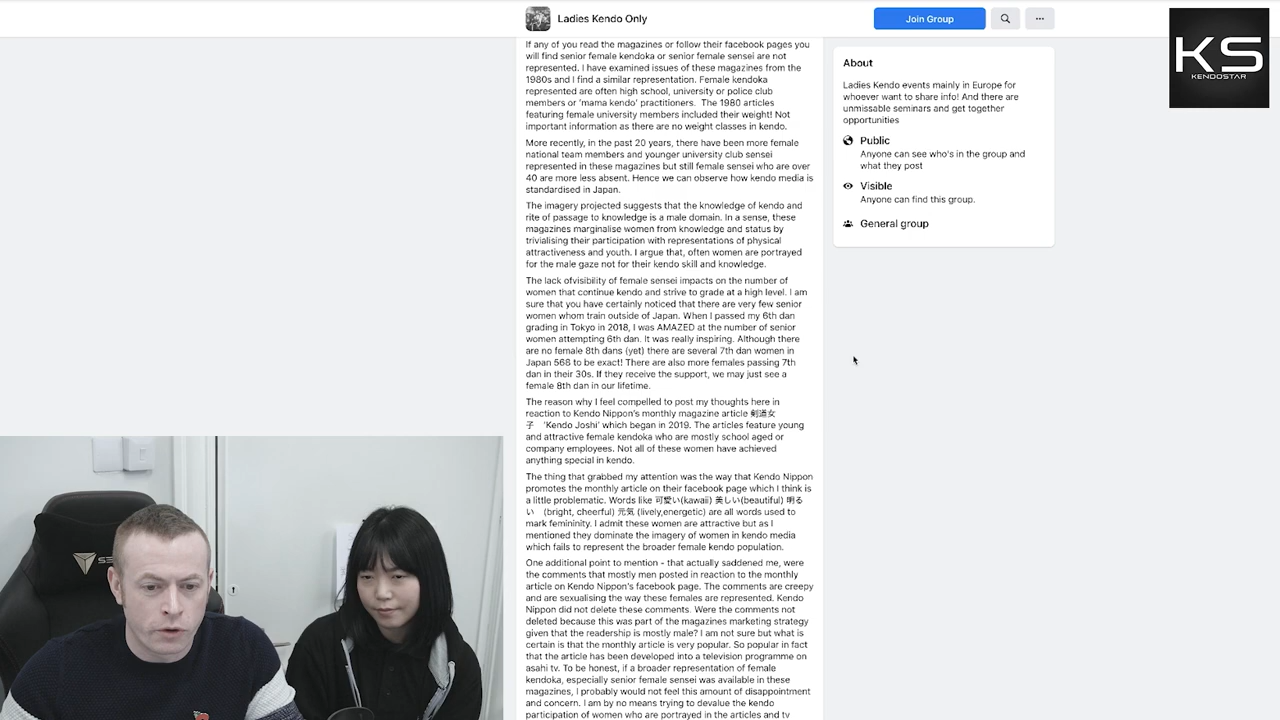 Ladies Kendo Only
Join Group
KS
KENDOSTAR
If any of you read the magazines or follow their facebook pages you
will find senior female kendoka or senior female sensei are not
represented. I have examined issues of these magazines from the
1980s and I find a similar representation. Female kendoka
represented are often high school, university or police club
members or 'mama kendo' practitioners. The 1980 articles
featuring female university members included their weight! Not
important information as there are no weight classes in kendo.
More recently, in the past 20 years, there have been more female
national team members and younger university club sensei
represented in these magazines but still female sensei who are over
40 are more less absent. Hence we can observe how kendo media is
standardised in Japan.
The imagery projected suggests that the knowledge of kendo and
rite of passage to knowledge is a male domain. In a sense, these
magazines marginalise women from knowledge and status by
trivialising their participation with representations of physical
attractiveness and youth. I argue that, often women are portrayed
for the male gaze not for their kendo skill and knowledge.
The lack ofvisibility of female sensei impacts on the number of
women that continue kendo and strive to grade at a high level. I am
sure that you have certainly noticed that there are very few senior
women whom train outside of Japan. When I passed my 6th dan
grading in Tokyo in 2018, I was AMAZED at the number of senior
women attempting 6th dan. It was really inspiring. Although there
are no female 8th dans (yet) there are several 7th dan women in
Japan 568 to be exact! There are also more females passing 7th
dan in their 30s. If they receive the support, we may just see a
female 8th dan in our lifetime.
The reason why I feel compelled to post my thoughts here in
reaction to Kendo Nippon's monthly magazine article 剣道女
子 'Kendo Joshi' which began in 2019. The articles feature young
and attractive female kendoka who are mostly school aged or
company employees. Not all of these women have achieved
anything special in kendo.
The thing that grabbed my attention was the way that Kendo Nippon
promotes the monthly article on their facebook page which I think is
a little problematic. Words like 可愛い(kawaii) 美しい(beautiful) 明る
い (bright, cheerful) 元気 (lively,energetic) are all words used to
mark femininity. I admit these women are attractive but as I
mentioned they dominate the imagery of women in kendo media
which fails to represent the broader female kendo population.
One additional point to mention - that actually saddened me, were
the comments that mostly men posted in reaction to the monthly
article on Kendo Nippon's facebook page. The comments are creepy
and are sexualising the way these females are represented. Kendo
Nippon did not delete these comments. Were the comments not
deleted because this was part of the magazines marketing strategy
given that the readership is mostly male? I am not sure but what is
certain is that the monthly article is very popular. So popular in fact
that the article has been developed into a television programme on
asahi tv. To be honest, if a broader representation of female
kendoka, especially senior female sensei was available in these
magazines, I probably would not feel this amount of disappointment
and concern. I am by no means trying to devalue the kendo
participation of women who are portrayed in the articles and tv
About
Ladies Kendo events mainly in Europe for
whoever want to share info! And there are
unmissable seminars and get together
opportunities
Public
Anyone can see who's in the group and
what they post
Visible
Anyone can find this group.
General group